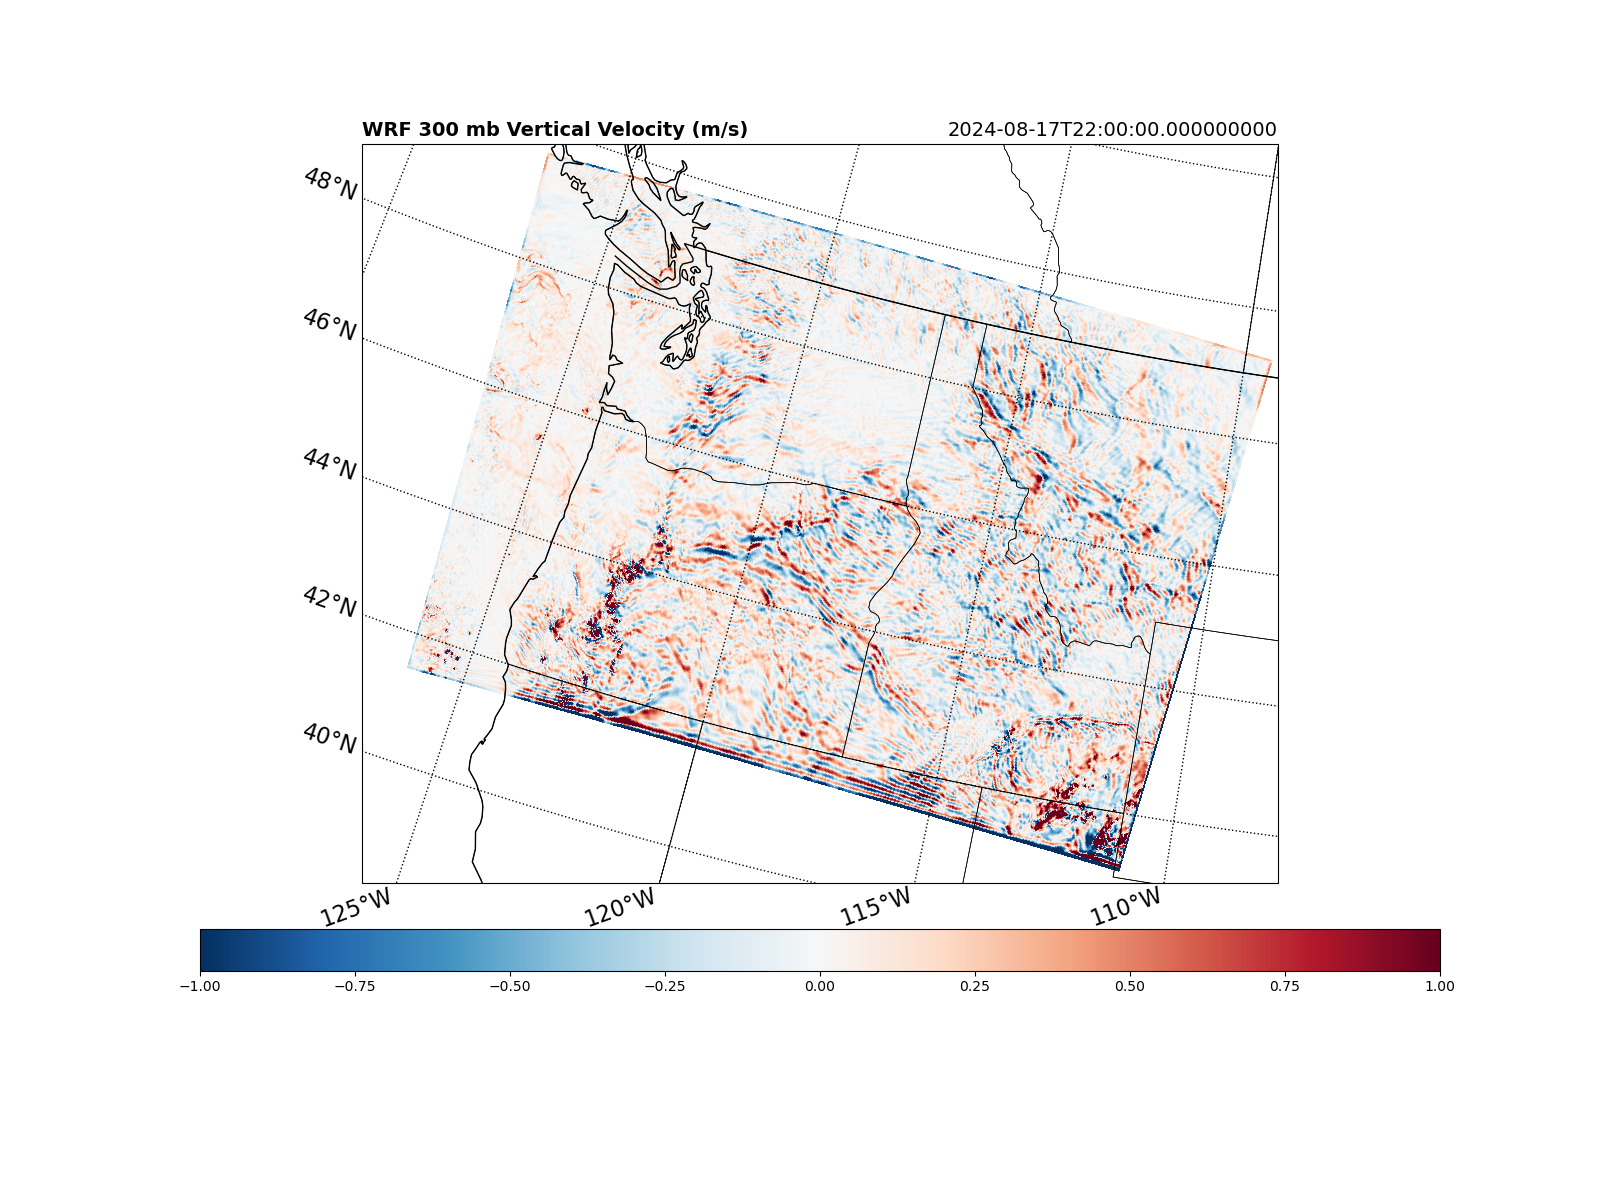 WRF 300 mb Vertical Velocity (m/s) 2024-08-17T22:00:00.000000000
48°N
46°N
44°N
42°N
40°N
125°W 120°W 115°W 110°W
−1.00 −0.75 −0.50 −0.25 0.00 0.25 0.50 0.75 1.00